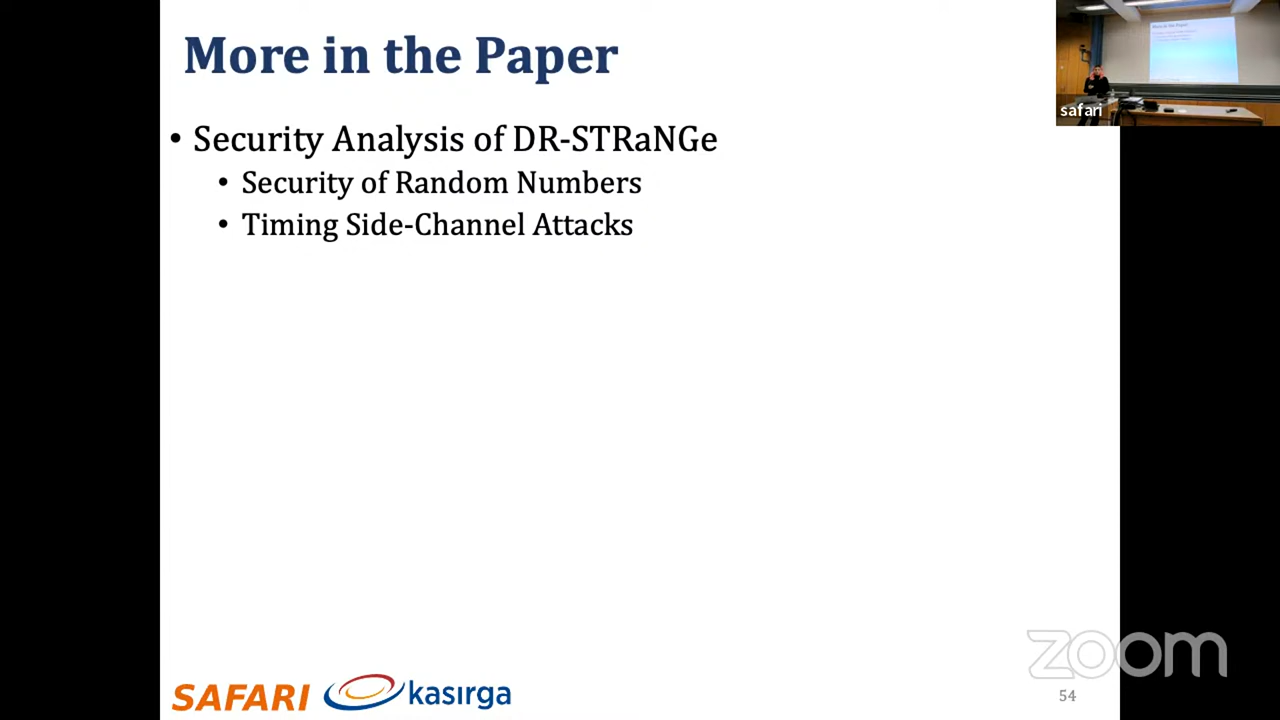 More in the Paper
safari
• Security Analysis of DR-STRaNGe
• Security of Random Numbers
• Timing Side-Channel Attacks
zoom
SAFARI
kasırga
54